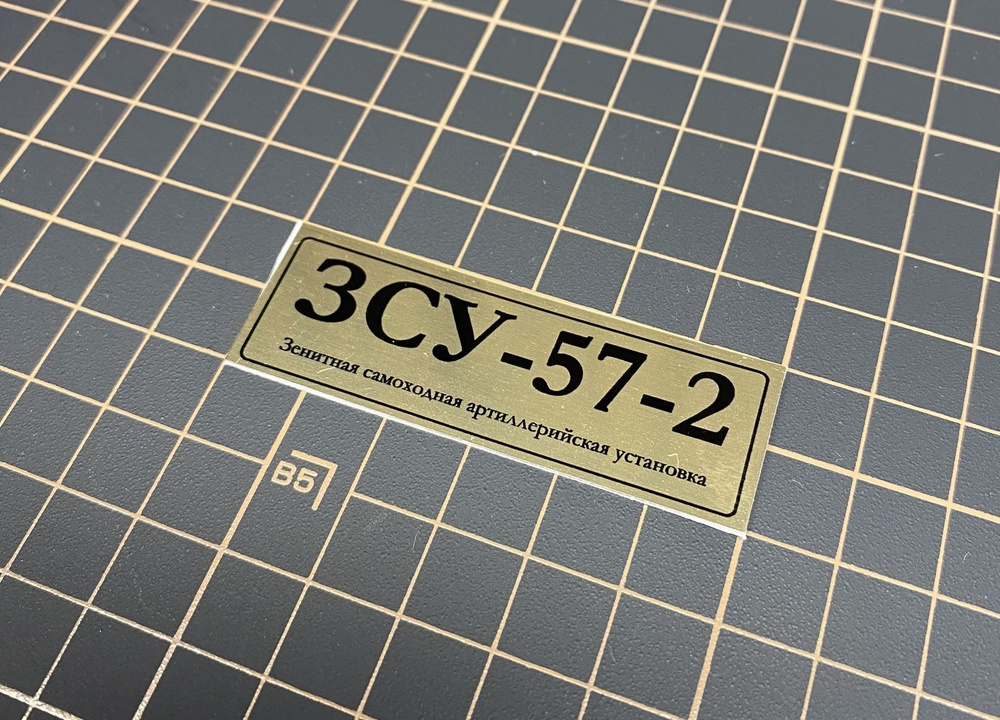 ЗСУ-57-2
Зенитная самоходная артиллерийская установка
B5